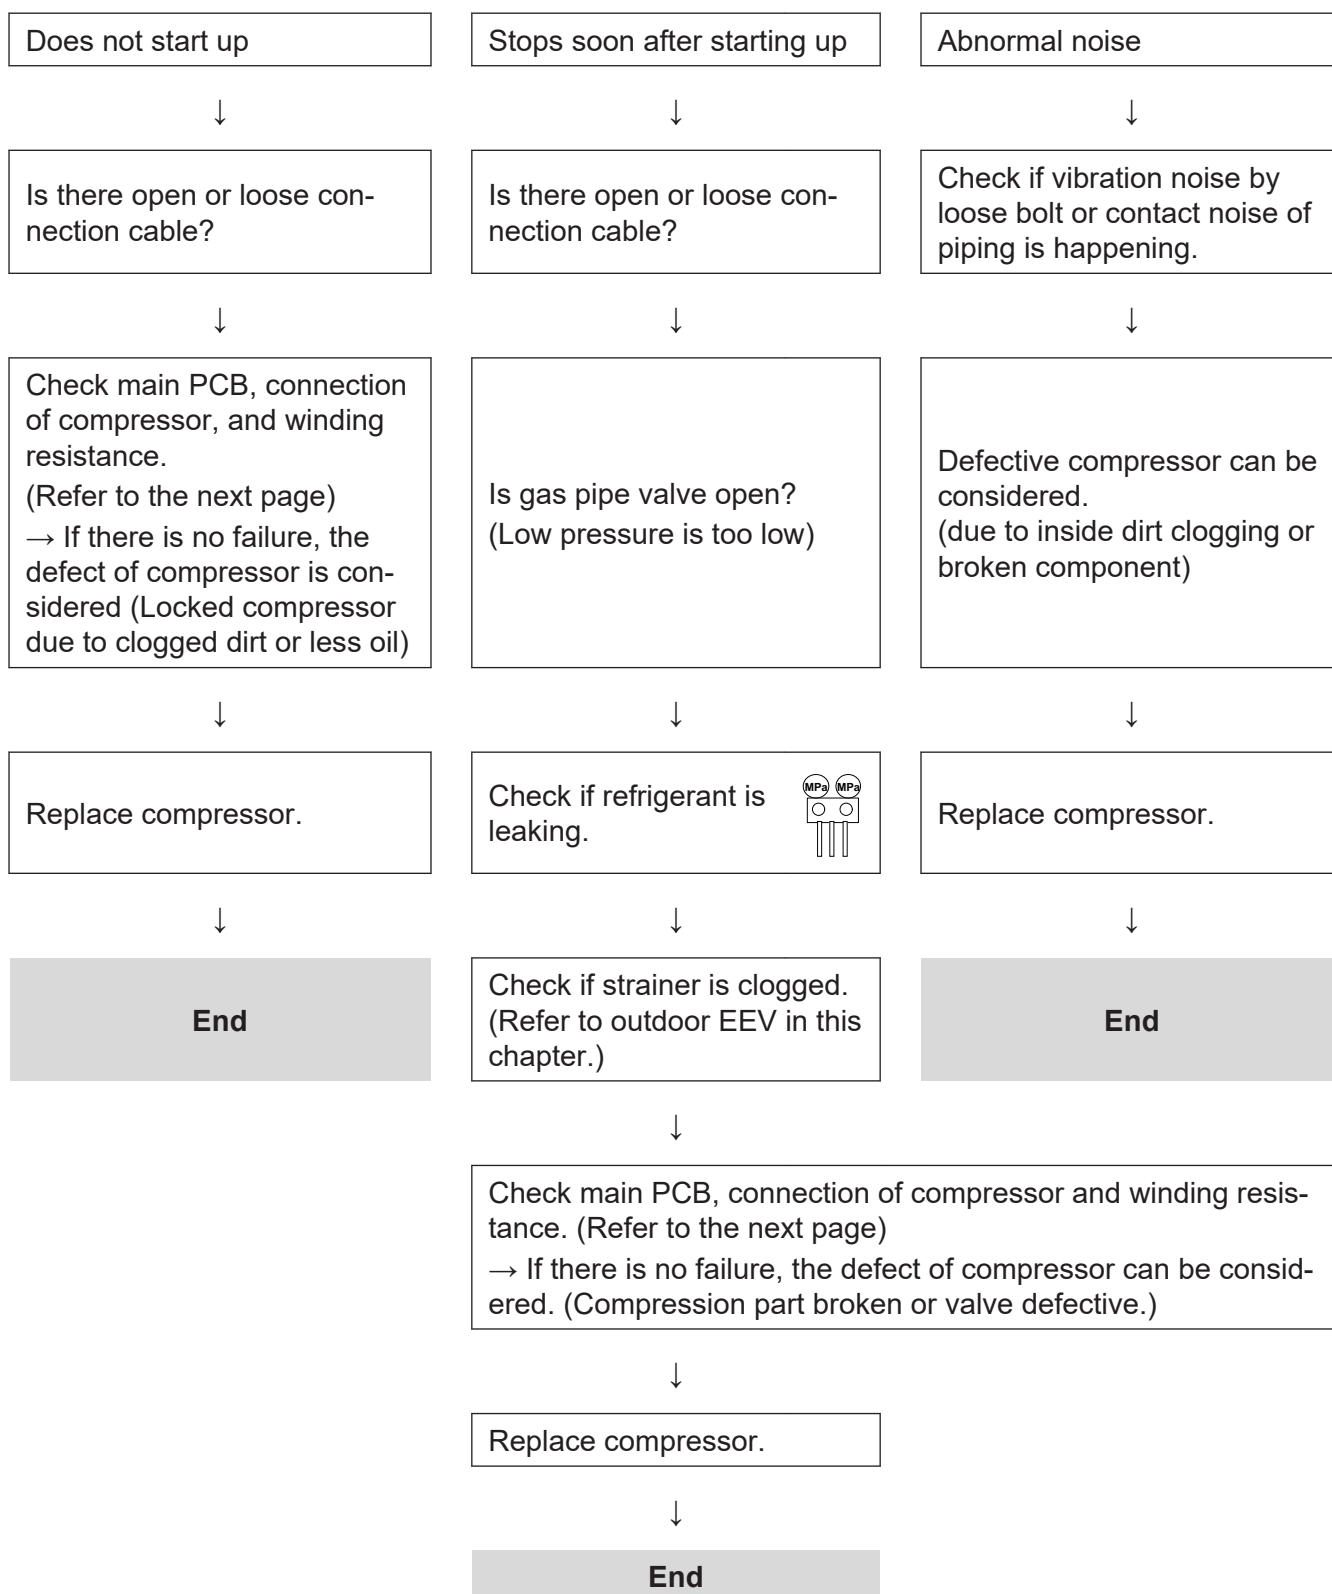 Does not start up
Stops soon after starting up
Abnormal noise
↓
↓
↓
Is there open or loose con-
nection cable?
Is there open or loose con-
nection cable?
Check if vibration noise by
loose bolt or contact noise of
piping is happening.
↓
↓
↓
Check main PCB, connection
of compressor, and winding
resistance.
(Refer to the next page)
→ If there is no failure, the
defect of compressor is con-
sidered (Locked compressor
due to clogged dirt or less oil)
Is gas pipe valve open?
(Low pressure is too low)
Defective compressor can be
considered.
(due to inside dirt clogging or
broken component)
↓
↓
↓
Replace compressor.
Check if refrigerant is
leaking.
MPa MPa
Replace compressor.
↓
↓
↓
End
Check if strainer is clogged.
(Refer to outdoor EEV in this
chapter.)
End
↓
Check main PCB, connection of compressor and winding resis-
tance. (Refer to the next page)
→ If there is no failure, the defect of compressor can be consid-
ered. (Compression part broken or valve defective.)
↓
Replace compressor.
↓
End